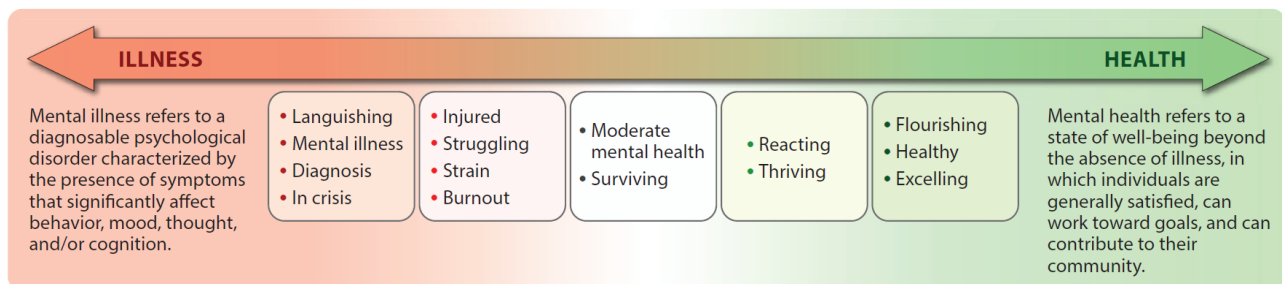 ILLNESS
HEALTH
Mental illness refers to a
diagnosable psychological
disorder characterized by
the presence of symptoms
that significantly affect
behavior, mood, thought,
and/or cognition.
• Languishing
• Mental illness
• Diagnosis
• In crisis
• Injured
• Struggling
• Strain
• Burnout
• Moderate
mental health
• Surviving
• Reacting
• Thriving
• Flourishing
• Healthy
• Excelling
Mental health refers to a
state of well-being beyond
the absence of illness, in
which individuals are
generally satisfied, can
work toward goals, and can
contribute to their
community.